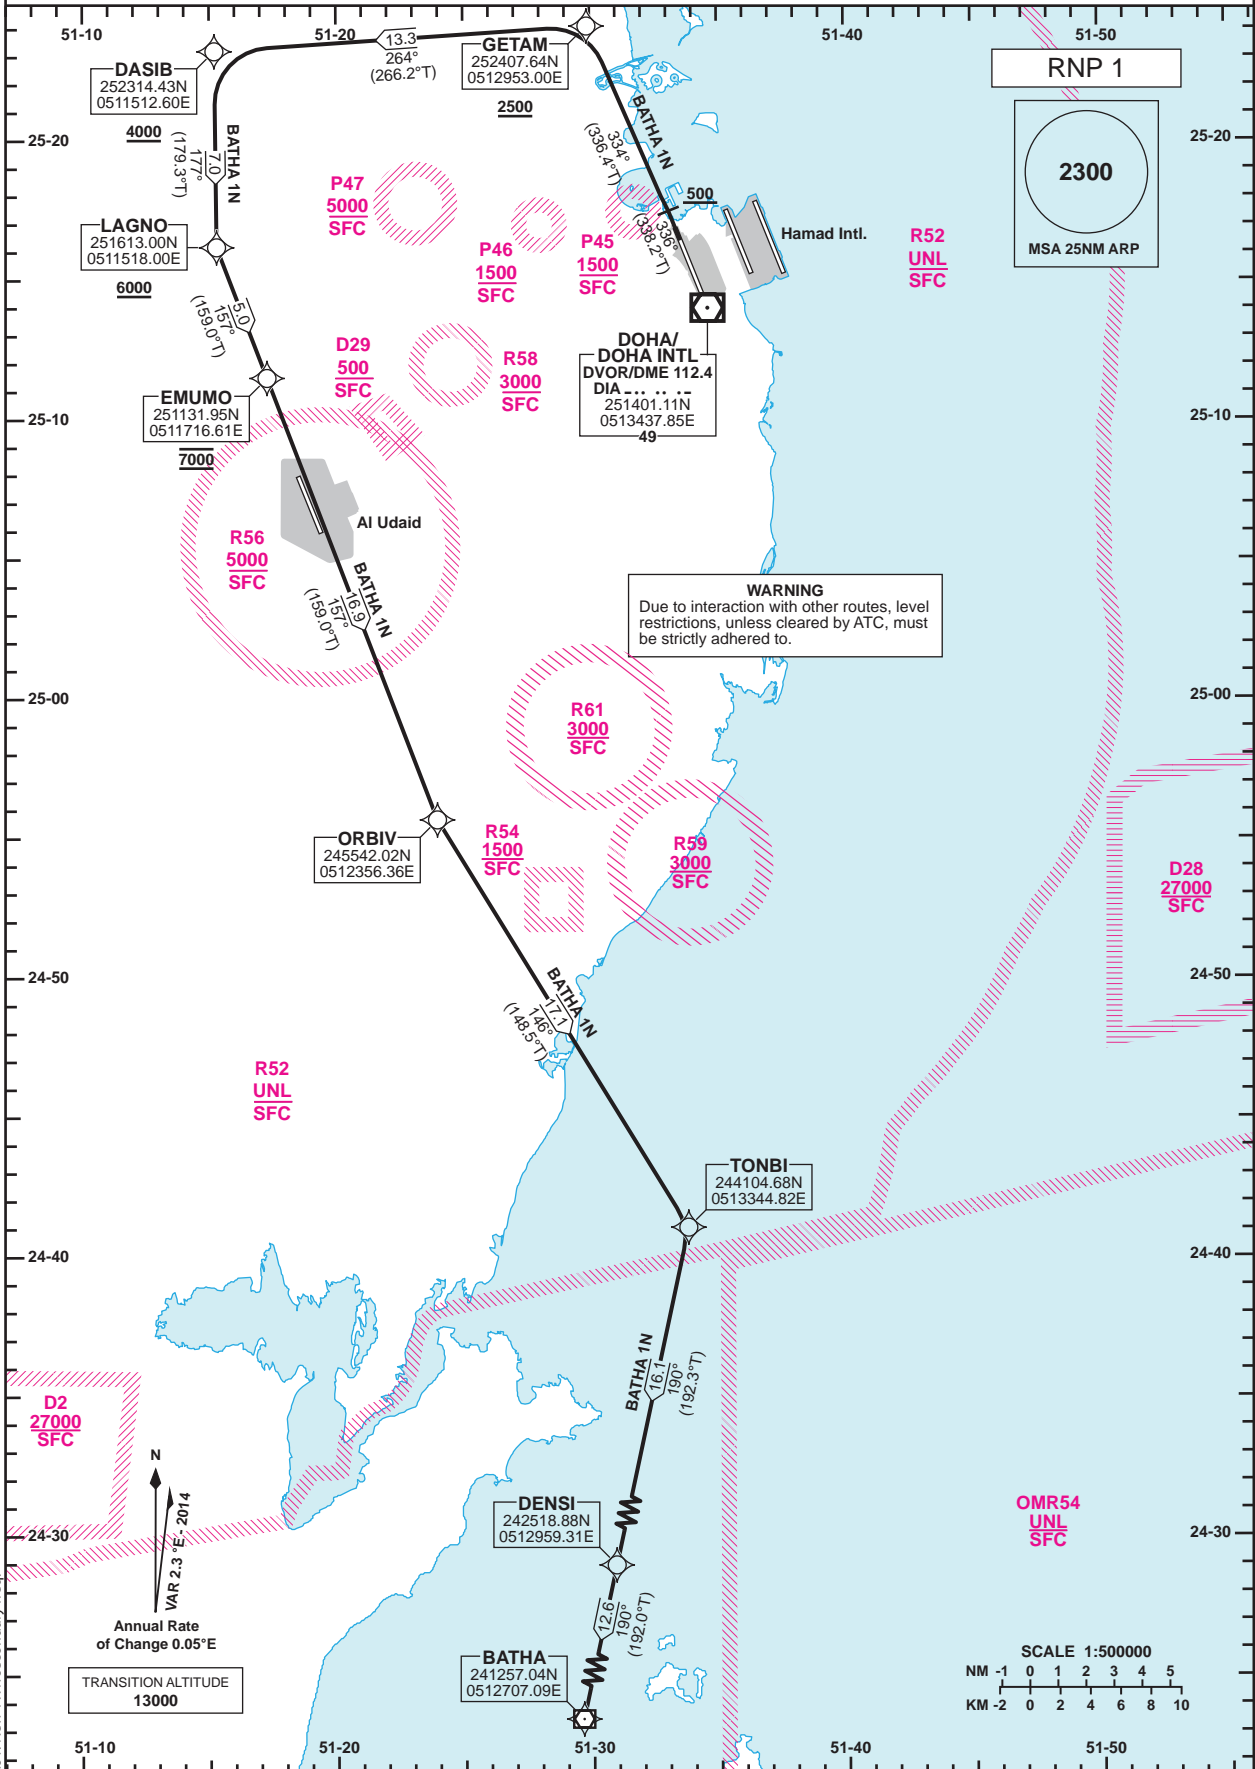 51-10
51-20
51-40
51-50
RNP 1
2300
MSA 25NM ARP
13.3
264°
(266.2°T)
GETAM
252407.64N
0512953.00E
2500
DASIB
252314.43N
0511512.60E
4000
25-20
25-20
BATHA 1N
7.0
177°
(179.3°T)
BATHA 1N
334°
(336.4°T)
500
336°
(338.2°T)
P47
5000
SFC
P46
1500
SFC
P45
1500
SFC
Hamad Intl.
R52
UNL
SFC
LAGNO
251613.00N
0511518.00E
6000
5.0
157°
(159.0°T)
D29
500
SFC
R58
3000
SFC
DOHA/
DOHA INTL
DVOR/DME 112.4
DIA -.. .. .-
251401.11N
0513437.85E
49
EMUMO
251131.95N
0511716.61E
7000
25-10
25-10
R56
5000
SFC
Al Udaid
BATHA 1N
16.9
157°
(159.0°T)
WARNING
Due to interaction with other routes, level
restrictions, unless cleared by ATC, must
be strictly adhered to.
25-00
25-00
R61
3000
SFC
ORBIV
245542.02N
0512356.36E
R54
1500
SFC
R59
3000
SFC
D28
27000
SFC
24-50
24-50
BATHA 1N
17.1
146°
(148.5°T)
R52
UNL
SFC
TONBI
244104.68N
0513344.82E
24-40
24-40
BATHA 1N
16.1
190°
(192.3°T)
D2
27000
SFC
N
VAR 2.3 °E - 2014
Annual Rate
of Change 0.05°E
DENSI
242518.88N
0512959.31E
OMR54
UNL
SFC
24-30
24-30
12.6
190°
(192.0°T)
BATHA
241257.04N
0512707.09E
TRANSITION ALTITUDE
13000
SCALE 1:500000
NM -1 0 1 2 3 4 5
KM -2 0 2 4 6 8 10
51-10
51-20
51-30
51-40
51-50